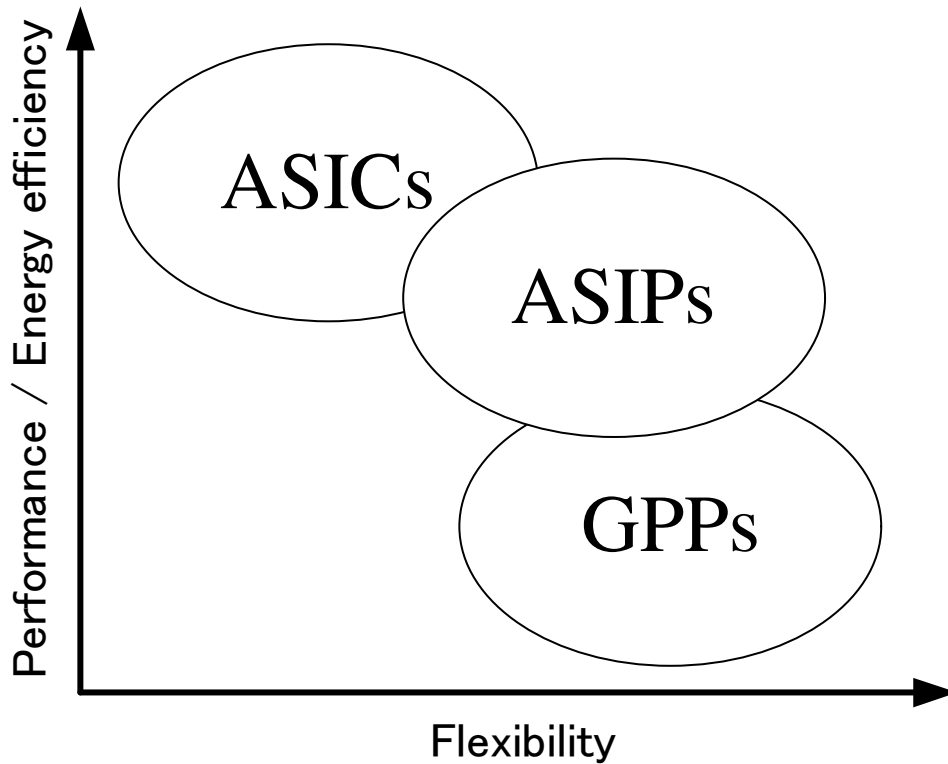 Performance / Energy efficiency
ASICs
ASIPs
GPPs
Flexibility